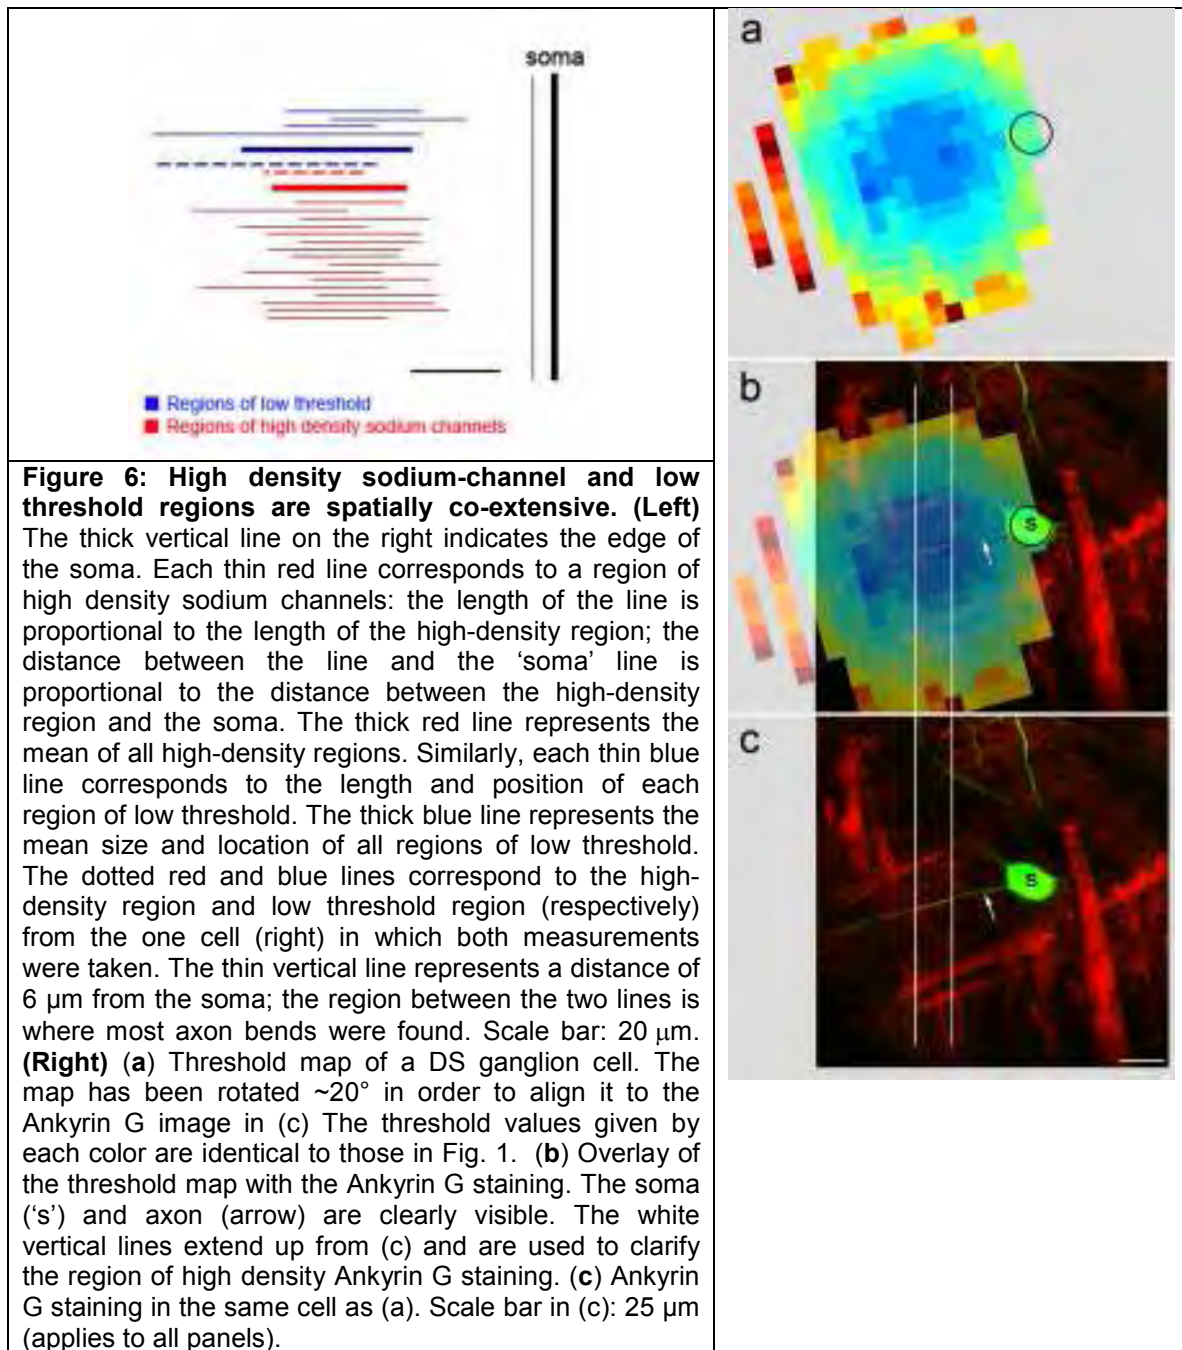 soma
Regions of low threshold
Regions of high density sodium channels
Figure 6: High density sodium-channel and low
threshold regions are spatially co-extensive. (Left)
The thick vertical line on the right indicates the edge of
the soma. Each thin red line corresponds to a region of
high density sodium channels: the length of the line is
proportional to the length of the high-density region; the
distance between the line and the ‘soma’ line is
proportional to the distance between the high-density
region and the soma. The thick red line represents the
mean of all high-density regions. Similarly, each thin blue
line corresponds to the length and position of each
region of low threshold. The thick blue line represents the
mean size and location of all regions of low threshold.
The dotted red and blue lines correspond to the high-
density region and low threshold region (respectively)
from the one cell (right) in which both measurements
were taken. The thin vertical line represents a distance of
6 µm from the soma; the region between the two lines is
where most axon bends were found. Scale bar: 20 µm.
(Right) (a) Threshold map of a DS ganglion cell. The
map has been rotated ~20° in order to align it to the
Ankyrin G image in (c) The threshold values given by
each color are identical to those in Fig. 1. (b) Overlay of
the threshold map with the Ankyrin G staining. The soma
(‘s’) and axon (arrow) are clearly visible. The white
vertical lines extend up from (c) and are used to clarify
the region of high density Ankyrin G staining. (c) Ankyrin
G staining in the same cell as (a). Scale bar in (c): 25 µm
(applies to all panels).
a
b
s
c
s